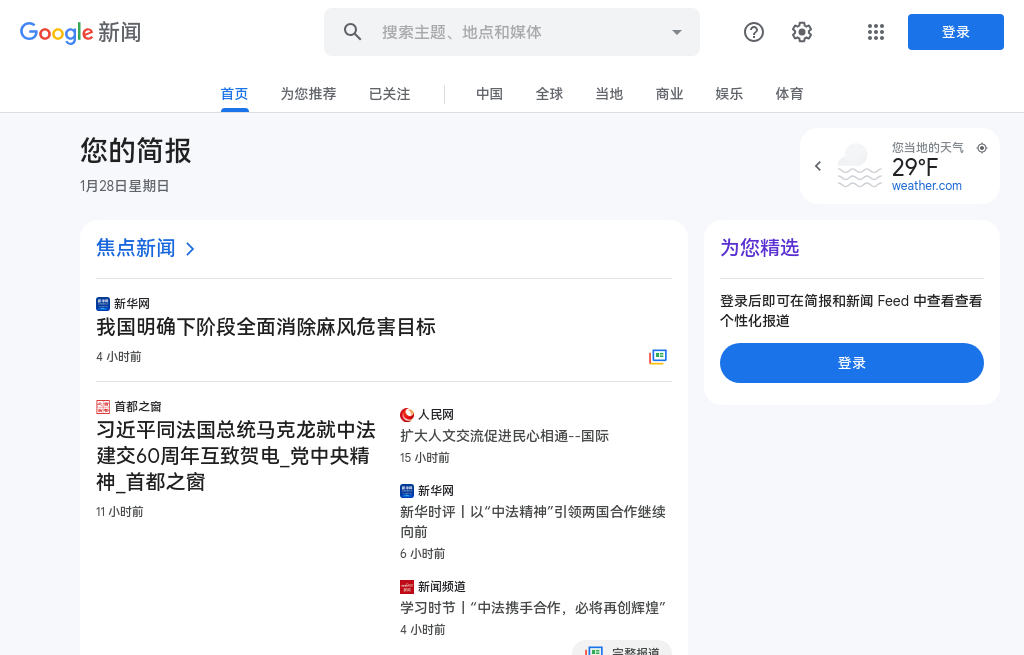 Google 新闻
搜索主题、地点和媒体
登录
首页
为您推荐
已关注
中国
全球
当地
商业
娱乐
体育
您的简报
1月28日星期日
您当地的天气
29°F
weather.com
焦点新闻
新华网
我国明确下阶段全面消除麻风危害目标
4 小时前
首都之窗
习近平同法国总统马克龙就中法
建交60周年互致贺电_党中央精
神_首都之窗
11 小时前
人民网
扩大人文交流促进民心相通--国际
15 小时前
新华网
新华时评丨以“中法精神”引领两国合作继续
向前
6 小时前
新闻频道
学习时节丨“中法携手合作，必将再创辉煌”
4 小时前
完整报道
为您精选
登录后即可在简报和新闻 Feed 中查看查看
个性化报道
登录